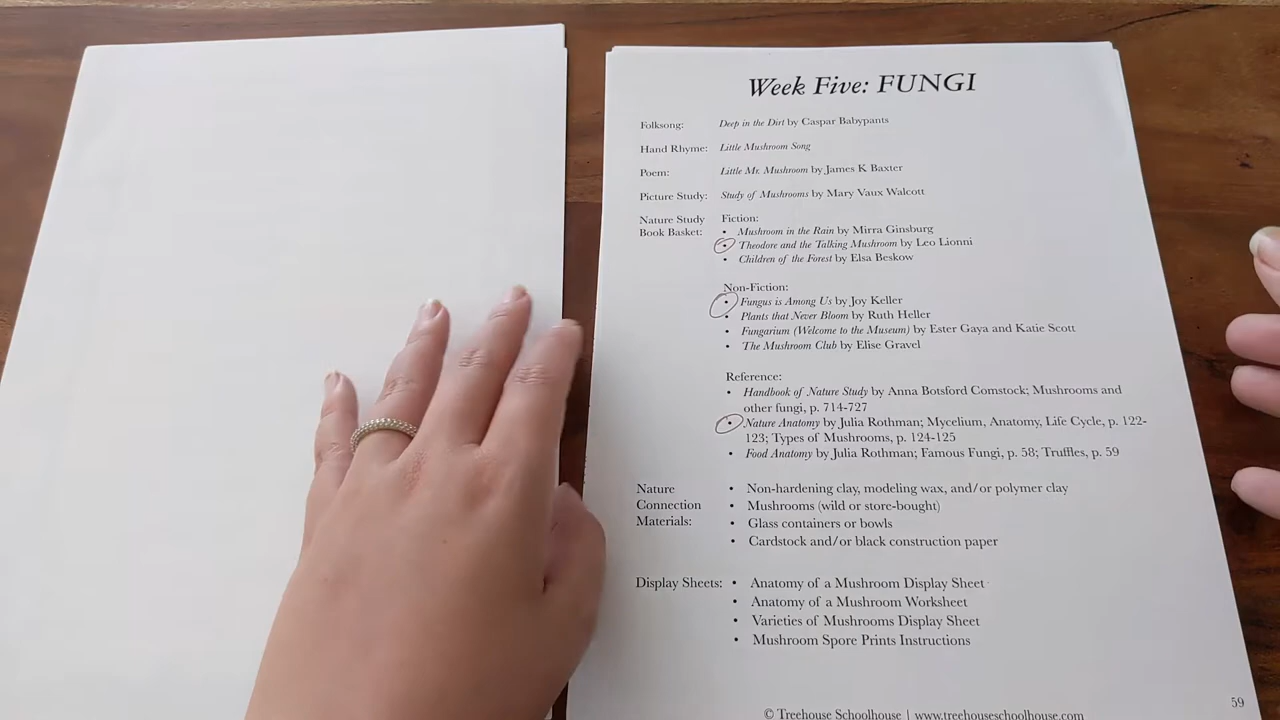 Week Five: FUNGI
Folksong: Deep in the Dirt by Caspar Babypants
Hand Rhyme: Little Mushroom Song
Poem: Little Mr. Mushroom by James K Baxter
Picture Study: Study of Mushrooms by Mary Vaux Walcott
Nature Study Fiction:
Book Basket: • Mushroom in the Rain by Mirra Ginsburg
• Theodore and the Talking Mushroom by Leo Lionni
• Children of the Forest by Elsa Beskow
Non-Fiction:
• Fungus is Among Us by Joy Keller
• Plants that Never Bloom by Ruth Heller
• Fungarium (Welcome to the Museum) by Ester Gaya and Katie Scott
• The Mushroom Club by Elise Gravel
Reference:
• Handbook of Nature Study by Anna Botsford Comstock; Mushrooms and
other fungi, p. 714-727
• Nature Anatomy by Julia Rothman; Mycelium, Anatomy, Life Cycle, p. 122-
123; Types of Mushrooms, p. 124-125
• Food Anatomy by Julia Rothman; Famous Fungi, p. 58; Truffles, p. 59
Nature • Non-hardening clay, modeling wax, and/or polymer clay
Connection • Mushrooms (wild or store-bought)
Materials: • Glass containers or bowls
• Cardstock and/or black construction paper
Display Sheets: • Anatomy of a Mushroom Display Sheet
• Anatomy of a Mushroom Worksheet
• Varieties of Mushrooms Display Sheet
• Mushroom Spore Prints Instructions
59
© Treehouse Schoolhouse | www.treehouseschoolhouse.com